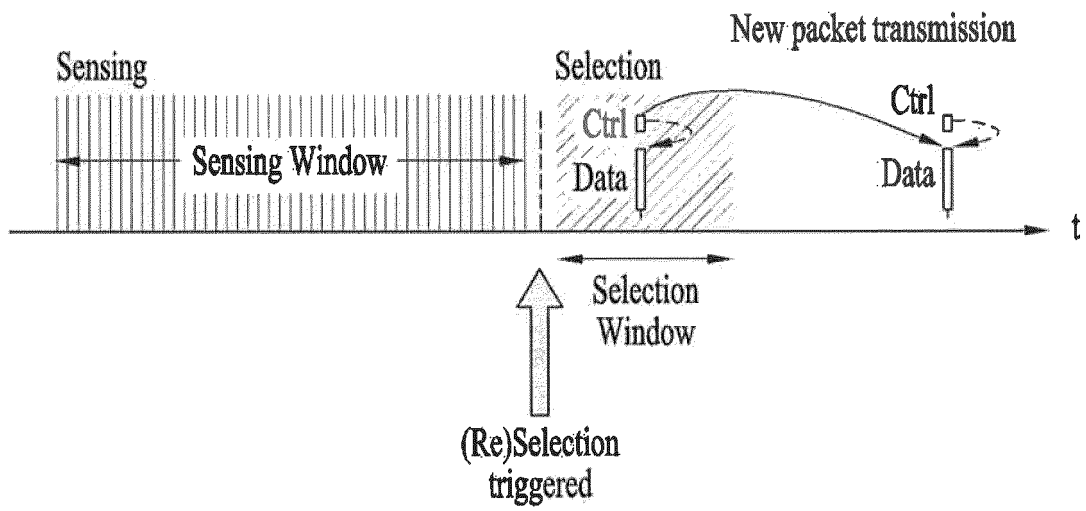 New packet transmission
Sensing
Selection
Ctrl
Ctrl
Sensing Window
Data
Data
t
Selection
Window
(Re)Selection
triggered